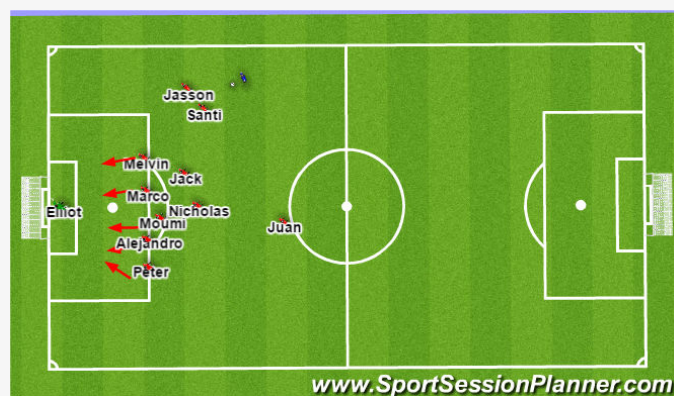 Jasson
Santi
Melvin
Jack
Marco
Elliot
Nicholas
Moumi
Juan
Alejandro
Peter
www.SportSessionPlanner.com